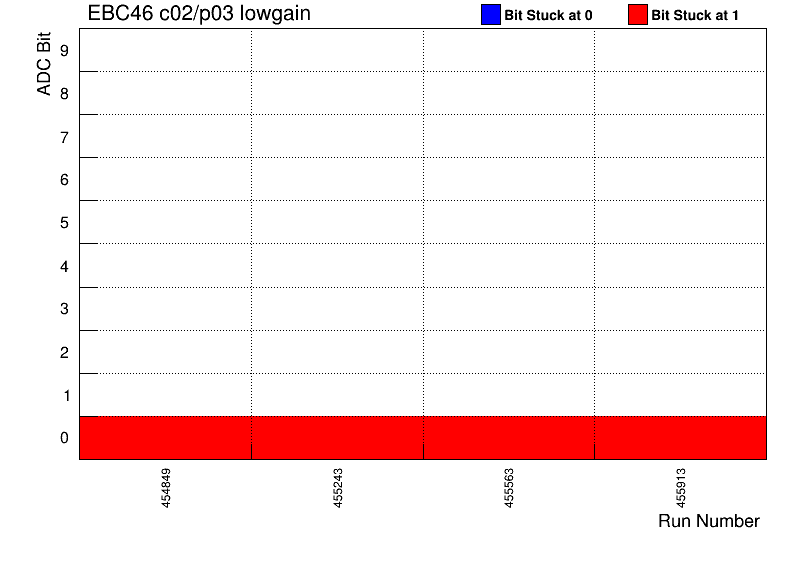 EBC46 c02/p03 lowgain
Bit Stuck at 0
Bit Stuck at 1
ADC Bit
9
8
7
6
5
4
3
2
1
0
454849
455243
455563
455913
Run Number